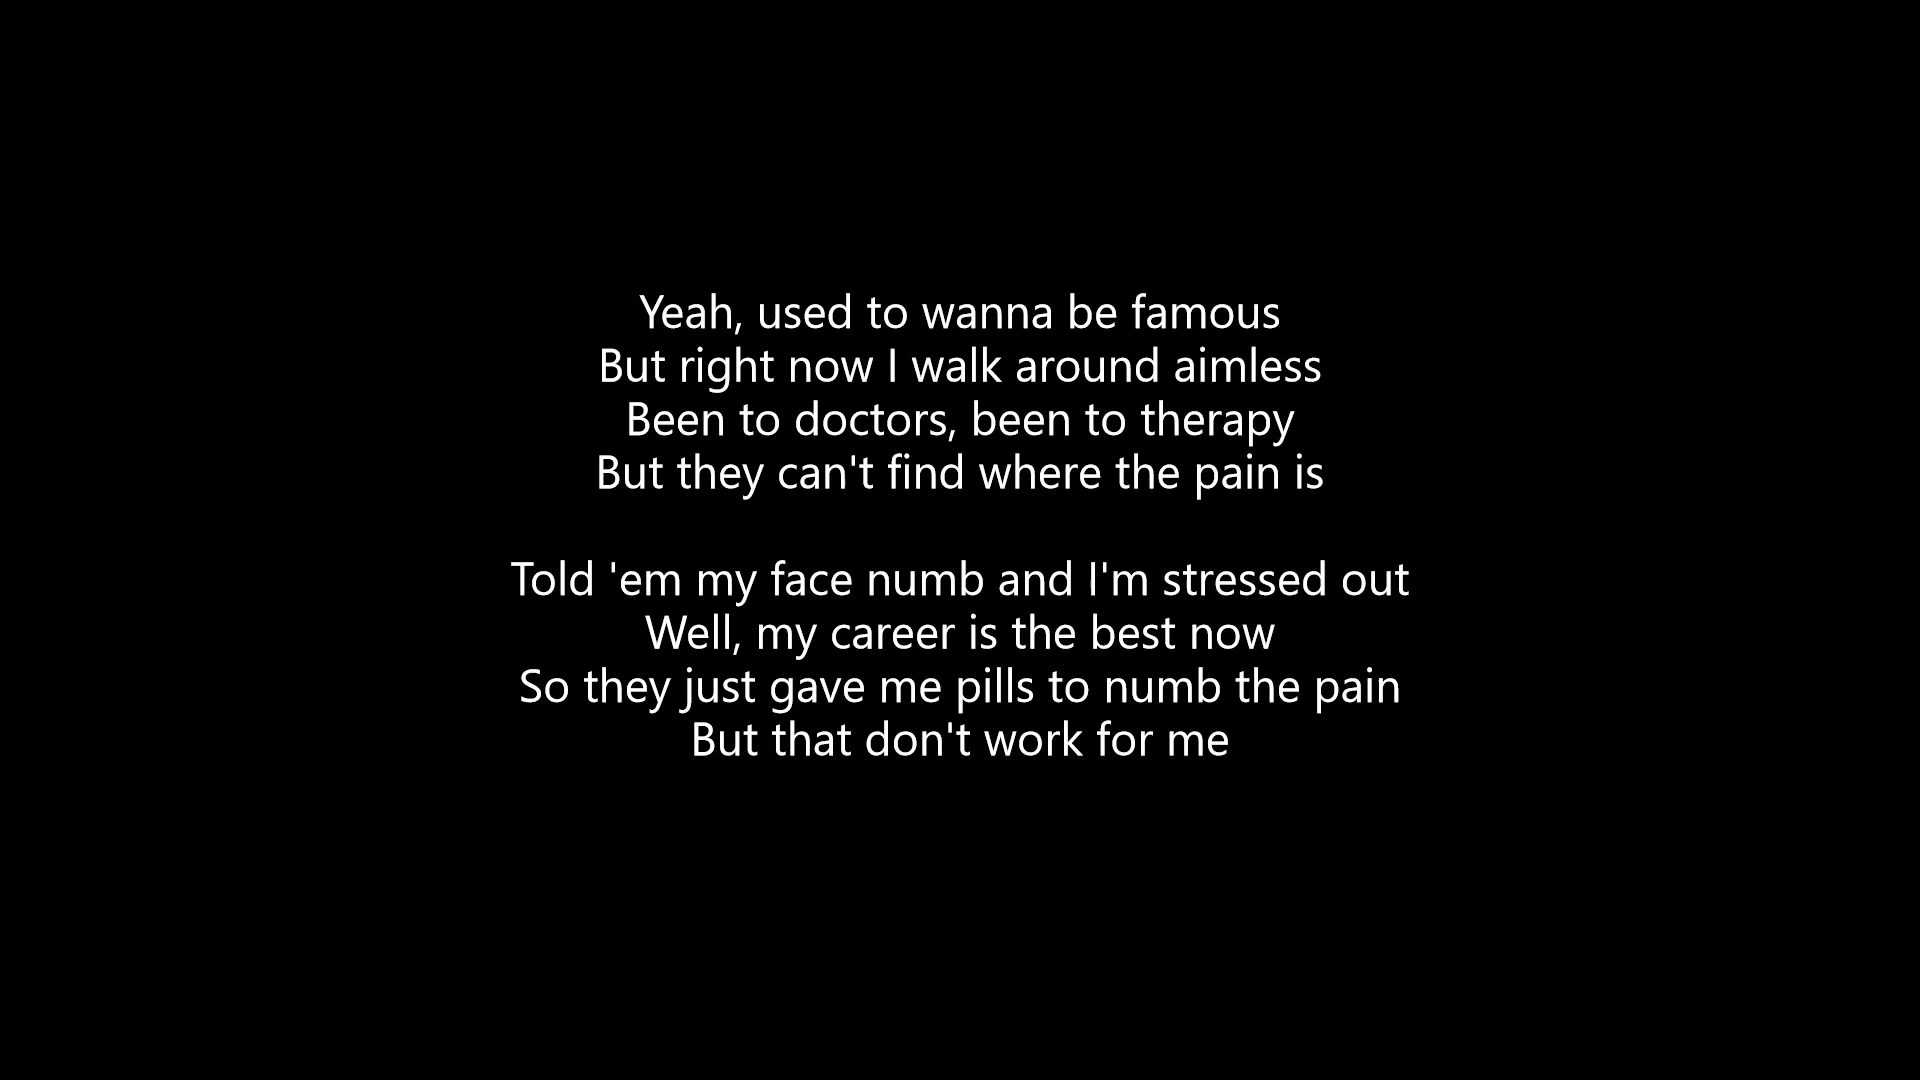 Yeah, used to wanna be famous
But right now I walk around aimless
Been to doctors, been to therapy
But they can't find where the pain is
Told 'em my face numb and I'm stressed out
Well, my career is the best now
So they just gave me pills to numb the pain
But that don't work for me